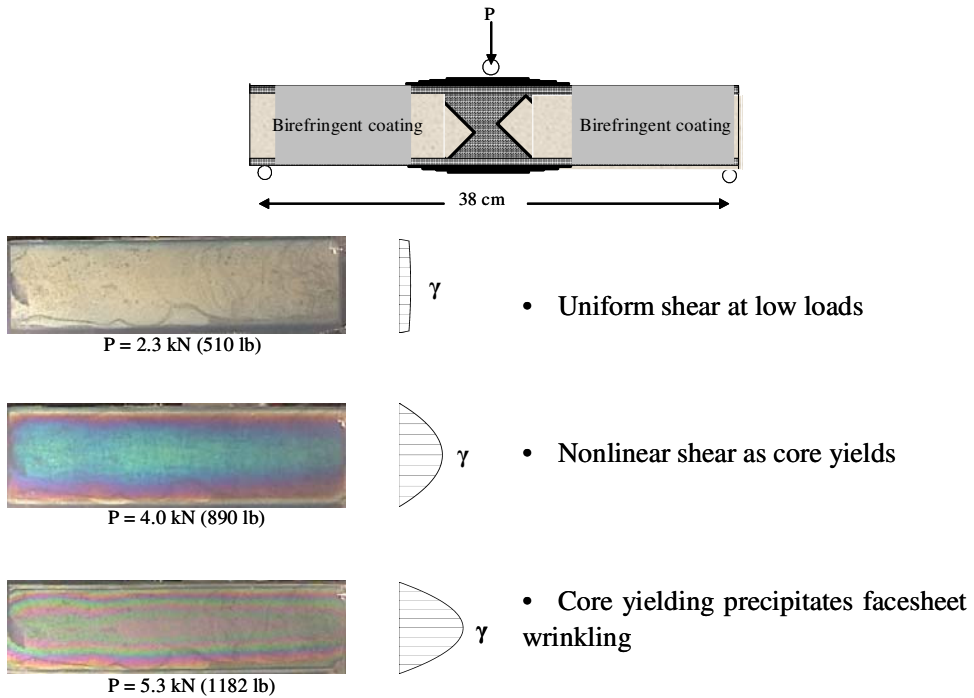 P
Birefringent coating
Birefringent coating
38 cm
γ
• Uniform shear at low loads
P = 2.3 kN (510 lb)
γ
• Nonlinear shear as core yields
P = 4.0 kN (890 lb)
γ
• Core yielding precipitates facesheet
wrinkling
P = 5.3 kN (1182 lb)